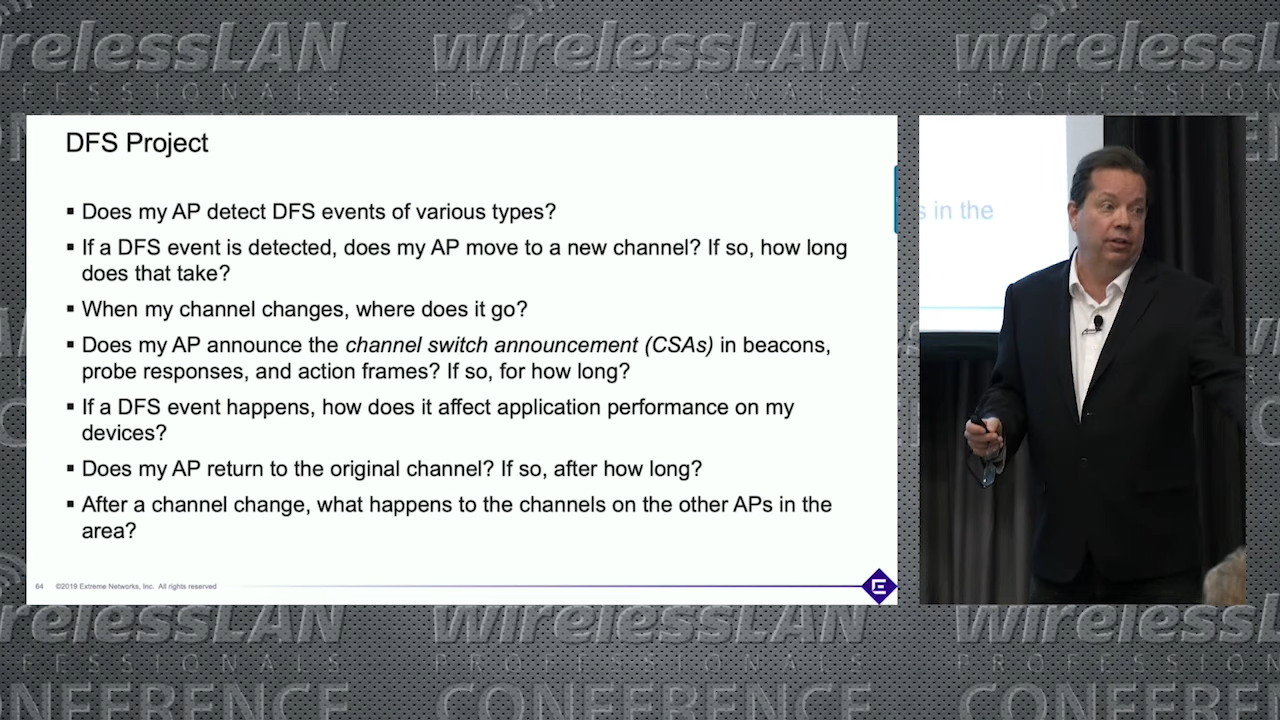 wirelessLAN
PROFESSIONALS
DFS Project
▪ Does my AP detect DFS events of various types?
▪ If a DFS event is detected, does my AP move to a new channel? If so, how long
does that take?
▪ When my channel changes, where does it go?
▪ Does my AP announce the channel switch announcement (CSAs) in beacons,
probe responses, and action frames? If so, for how long?
▪ If a DFS event happens, how does it affect application performance on my
devices?
▪ Does my AP return to the original channel? If so, after how long?
▪ After a channel change, what happens to the channels on the other APs in the
area?
64 ©2019 Extreme Networks, Inc. All rights reserved
in the
relessLAN
wirelessLAN
PROFESSIONALS
CONFERENCE